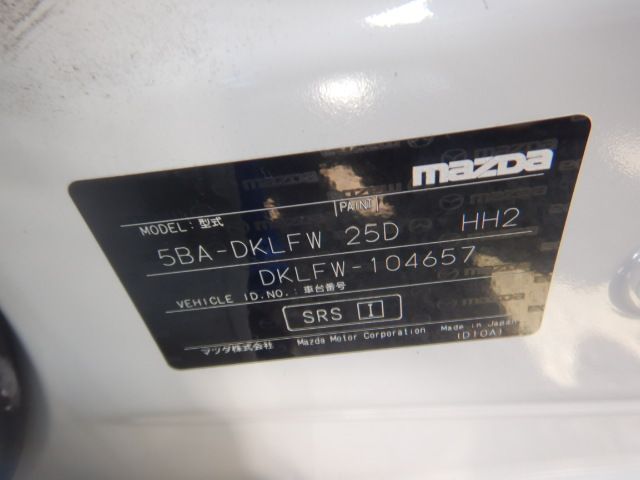 mazda
MODEL:型式 PAINT
5BA-DKLFW 25D HH2
DKLFW-104657
VEHICLE ID.NO.:車台番号
SRS I
マツダ株式会社 Mazda Motor Corporation Made in Japan
(D10A)